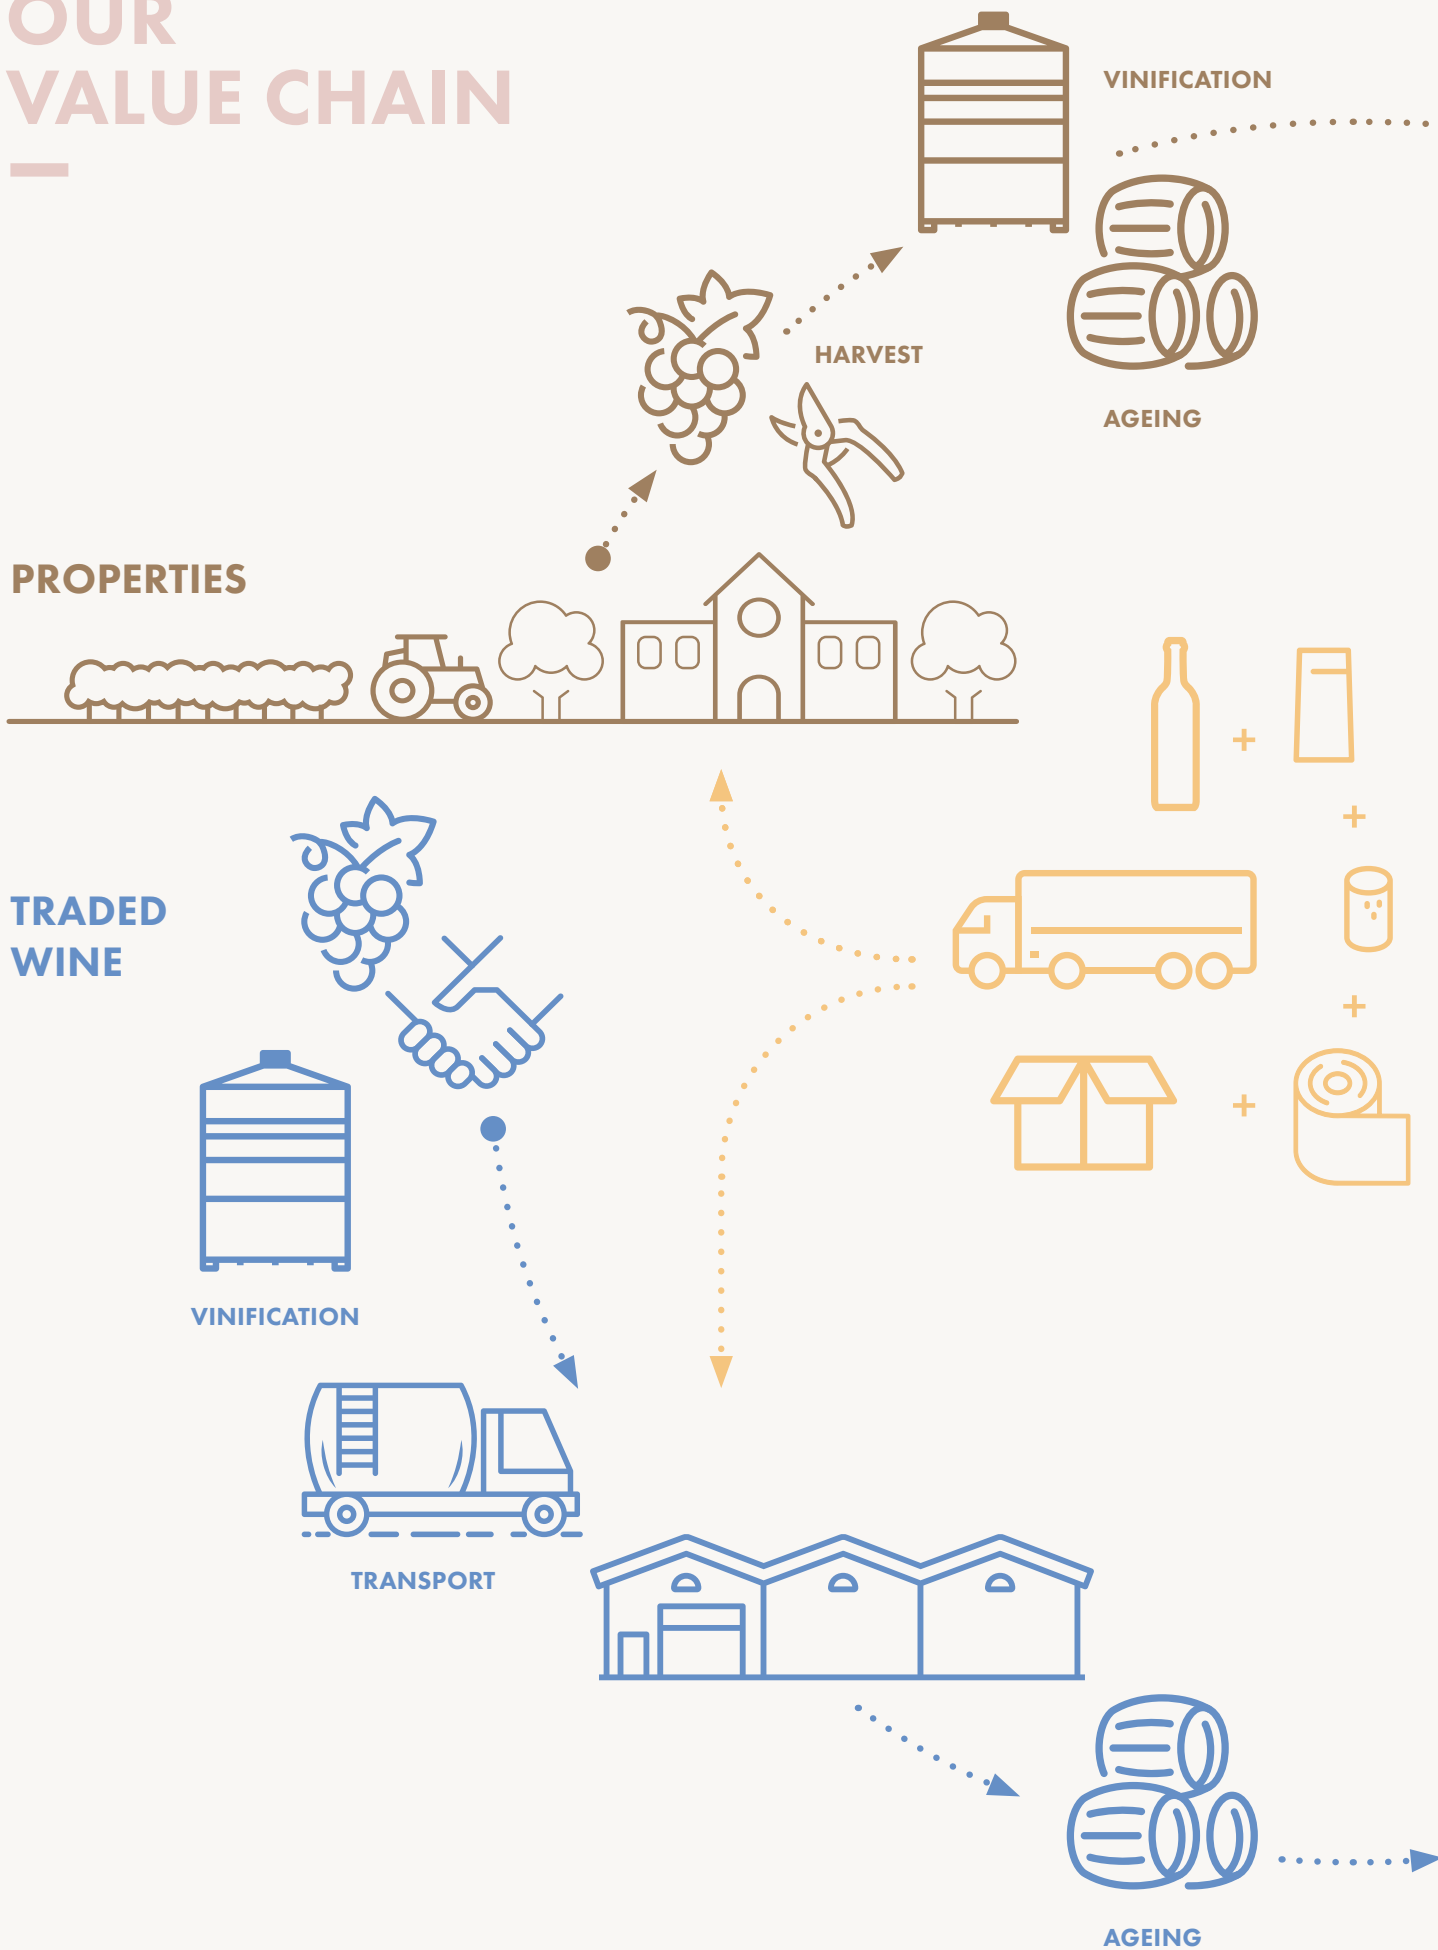 OUR
VALUE CHAIN
VINIFICATION
HARVEST
AGEING
PROPERTIES
TRADED
WINE
VINIFICATION
TRANSPORT
AGEING